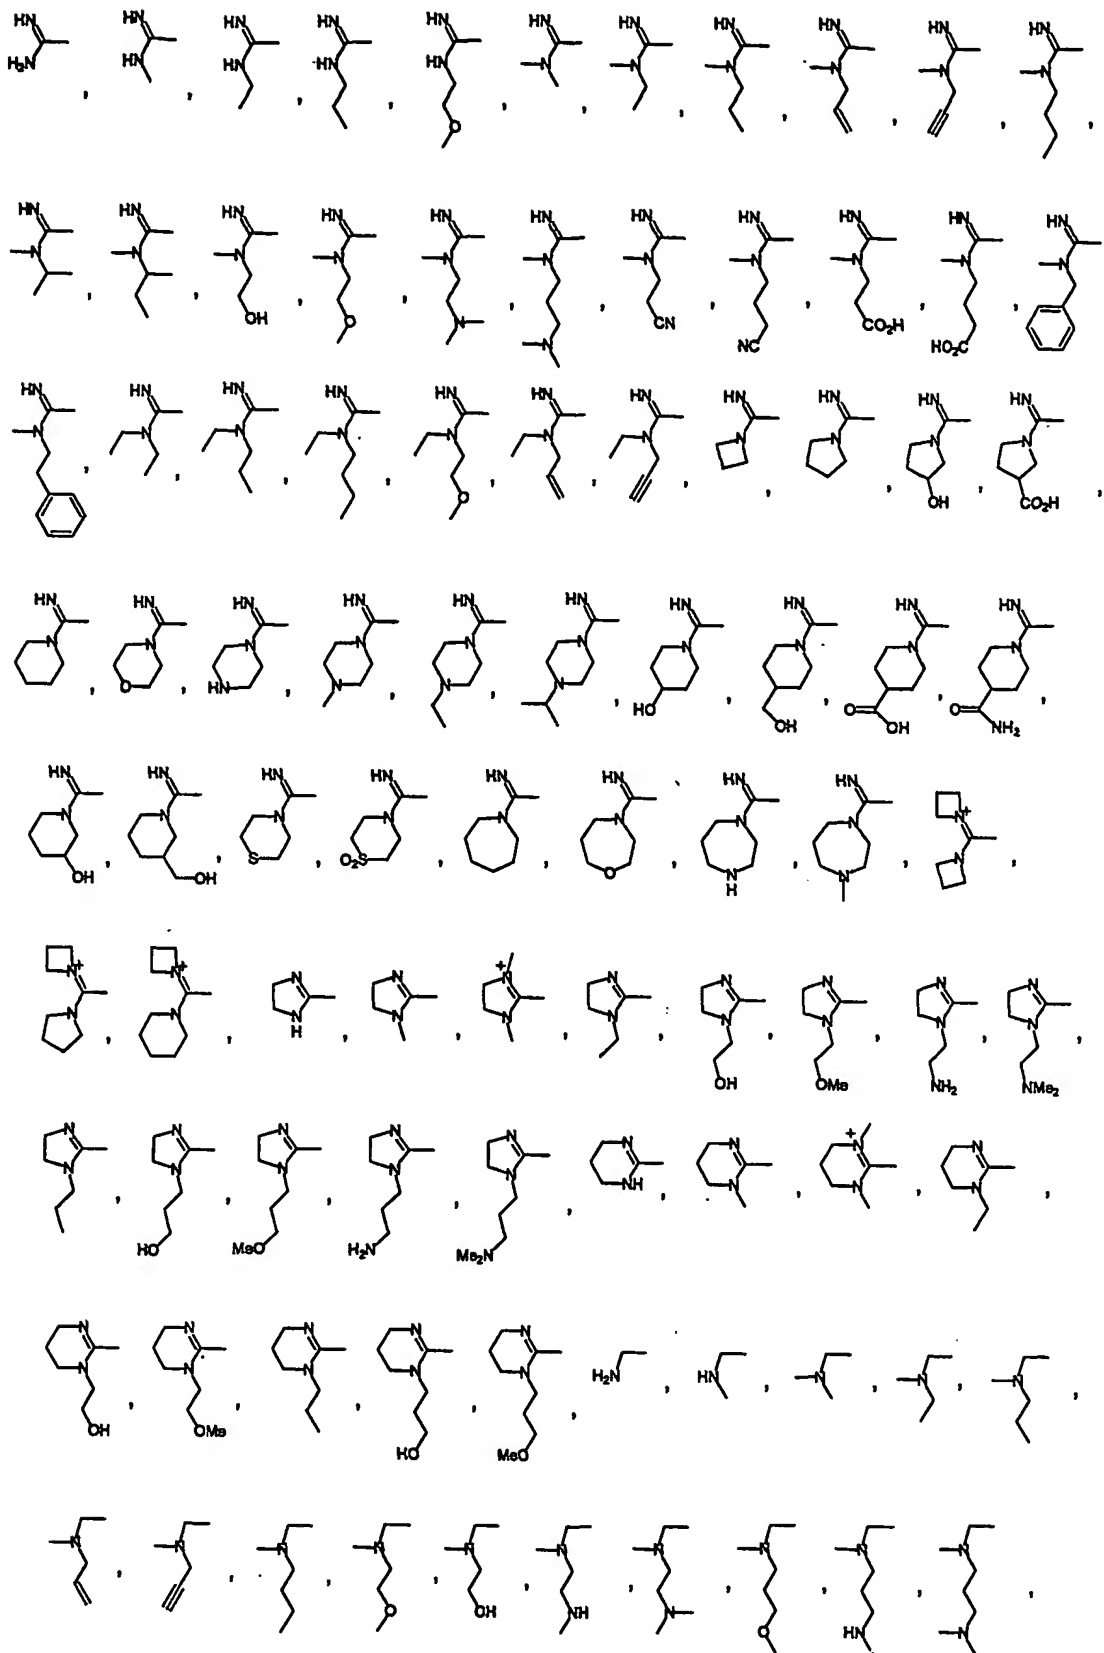 HN HN HN HN HN HN HN HN HN HN HN
H₂N , HN , HN , HN , HN , N , N , N , N , N , N ,
O
HN HN HN HN HN HN HN HN HN HN HN
N , N , N , N , N , N , N , N , N , N , N
OH O N N CN NC CO₂H HO₂C
HN HN HN HN HN HN HN HN HN HN HN
N , N , N , N , N , N , N , N , N , N , N ,
O OH CO₂H
HN HN HN HN HN HN HN HN HN HN
N , N , N , N , N , N , N , N , N , N ,
O HN N N N HO OH O OH O NH₂
HN HN HN HN HN HN HN HN N+
N , N , N , N , N , N , N , N , N ,
OH OH S O₂S O N H N
N+ N+ N N N+ N N N N N
N , N , N H , N , N , N , N , N , N , N ,
OH OMe NH₂ NMe₂
N N N N N N N N+ N
N , N , N , N , N , NH , N , N , N ,
HO MeO H₂N Me₂N
N N N N N H₂N , HN , N , N , N ,
N , N , N , N , N ,
OH OMe HO MeO
N , N , N , N , N , N , N , N , N , N ,
O OH NH N O HN N